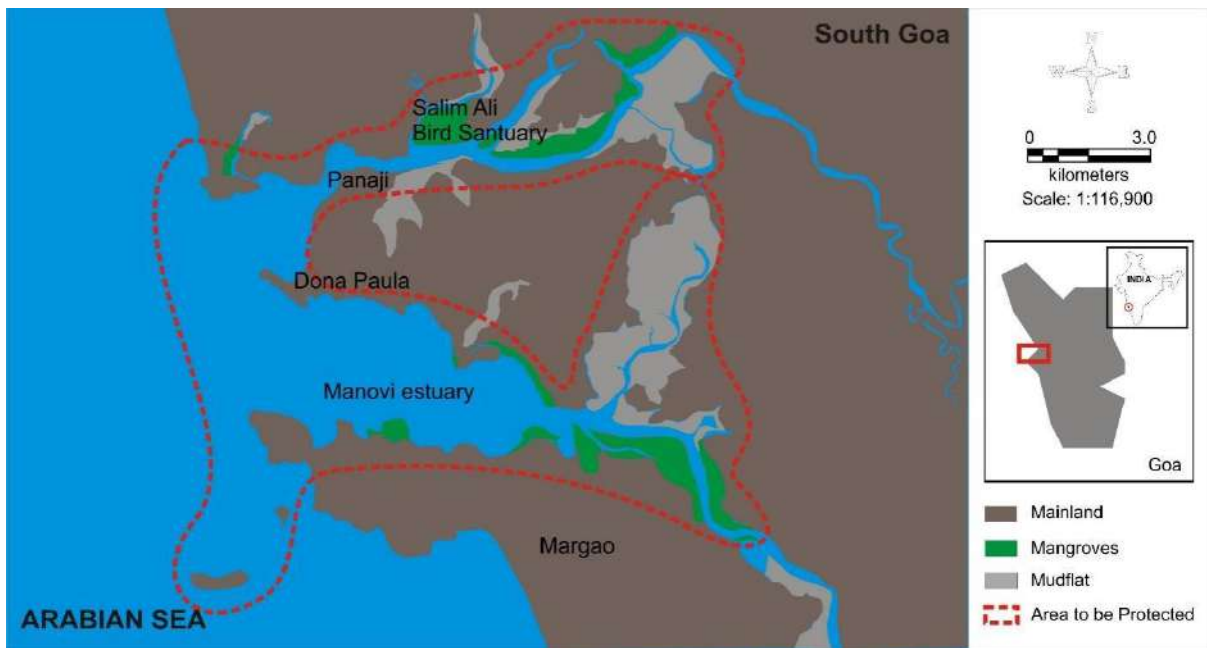 South Goa
Salim Ali
Bird Santuary
Panaji
Dona Paula
Manovi estuary
Margao
ARABIAN SEA
N
W E
S
0 3.0
kilometers
Scale: 1:116,900
INDIA
Goa
Mainland
Mangroves
Mudflat
Area to be Protected